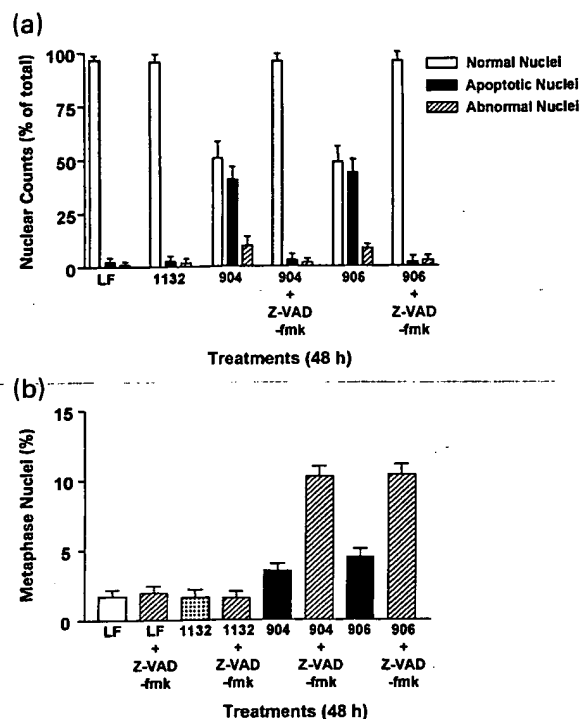 (a)
Nuclear Counts (% of total)
100
75
50
25
0
Normal Nuclei
Apoptotic Nuclei
Abnormal Nuclei
LF 1132 904 904 906 906
+ +
Z-VAD Z-VAD
-fmk -fmk
Treatments (48 h)
(b)
Metaphase Nuclei (%)
15
10
5
0
LF LF 1132 1132 904 904 906 906
+ + + +
Z-VAD Z-VAD Z-VAD Z-VAD
-fmk -fmk -fmk -fmk
Treatments (48 h)